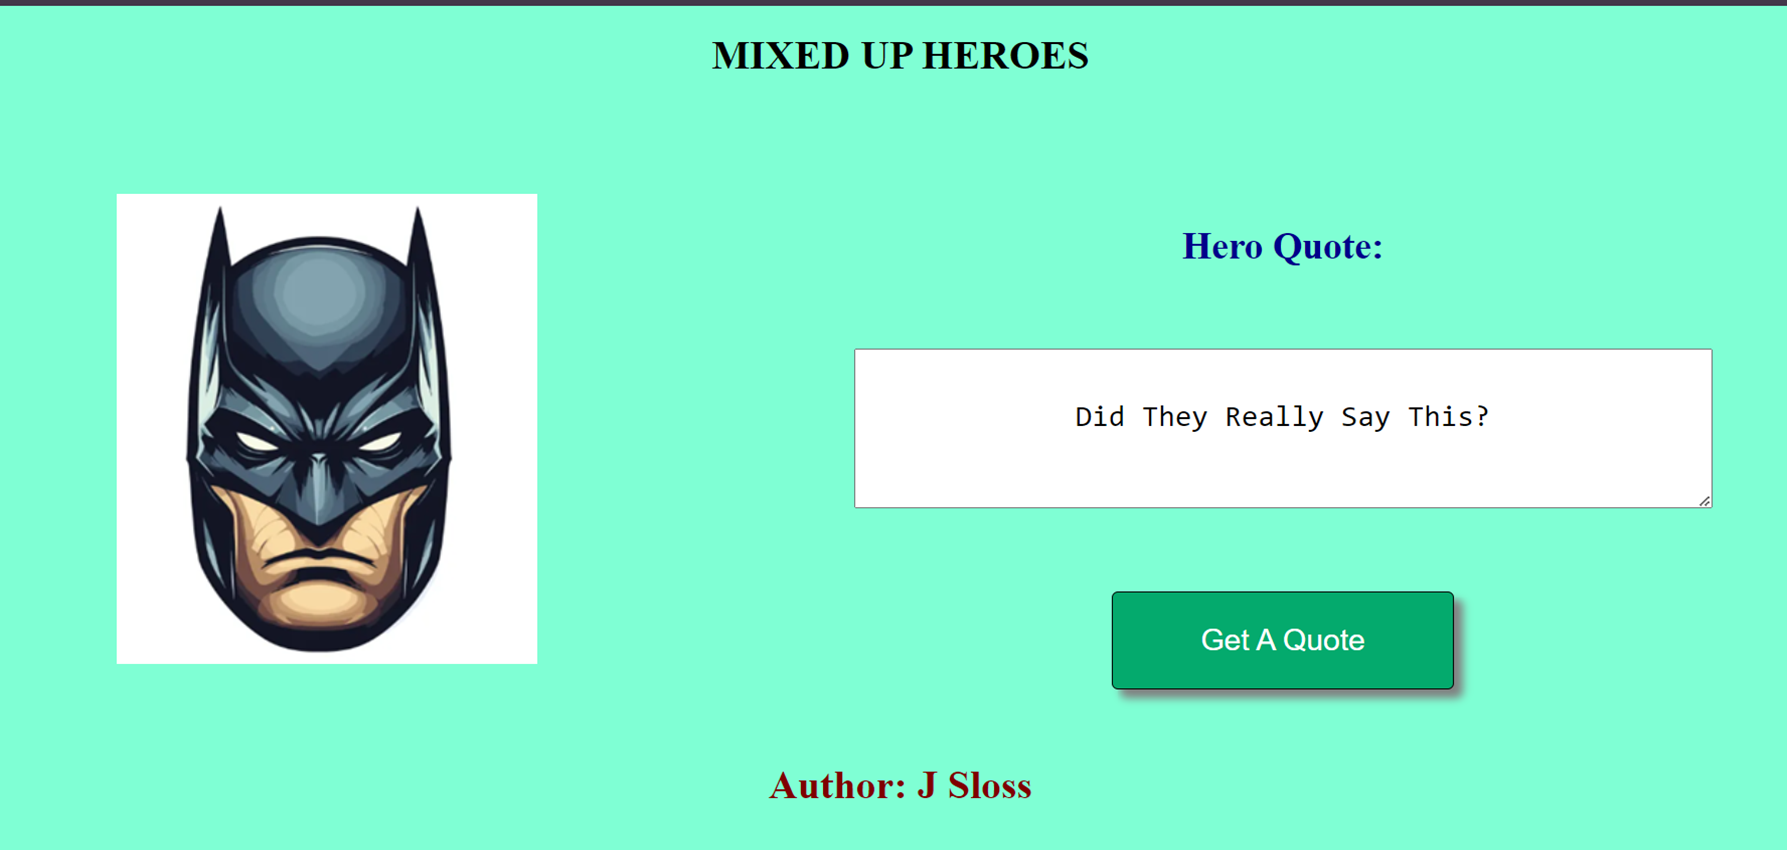 MIXED UP HEROES
Hero Quote:
Did They Really Say This?
Get A Quote
Author: J Sloss